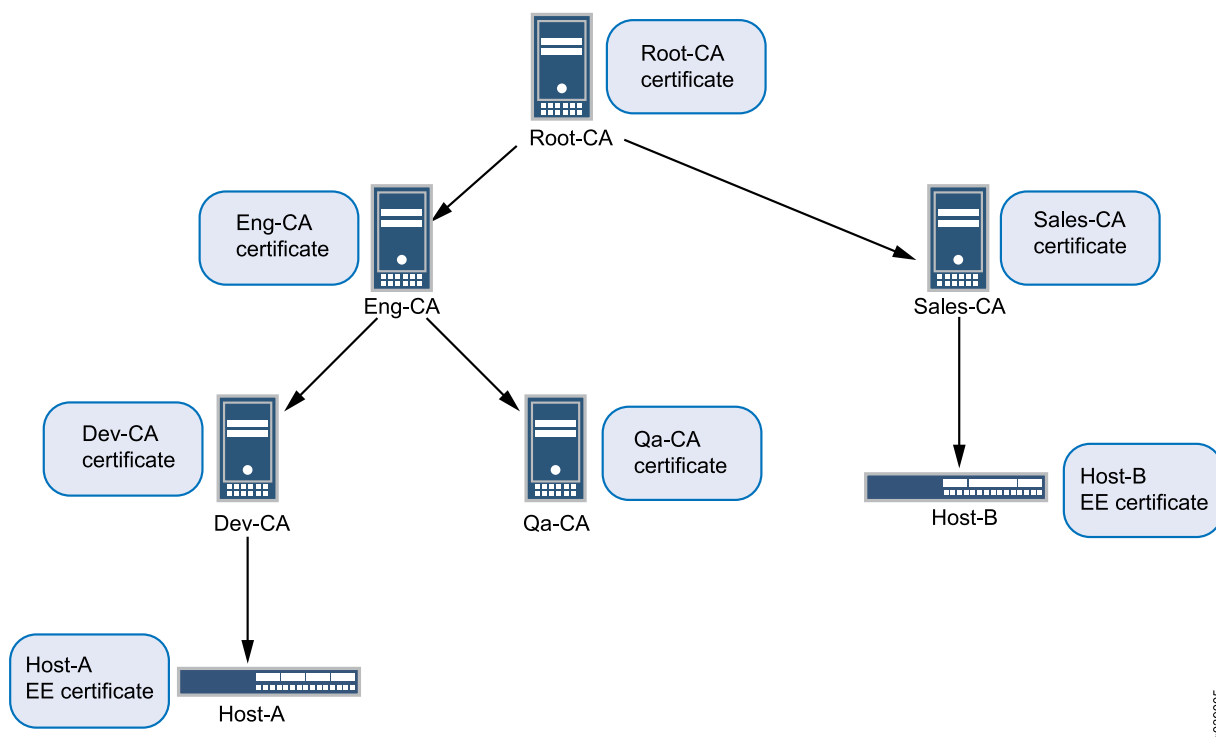 Root-CA
certificate
Root-CA
Eng-CA
certificate
Sales-CA
certificate
Eng-CA
Sales-CA
Dev-CA
certificate
Qa-CA
certificate
Dev-CA
Qa-CA
Host-B
EE certificate
Host-B
Host-A
EE certificate
Host-A